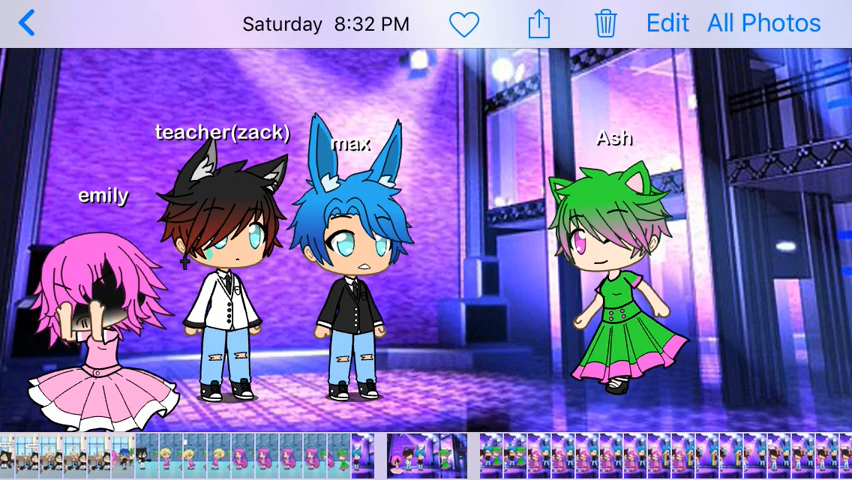 Saturday 8:32 PM
Edit
All Photos
teacher(zack)
max
Ash
emily